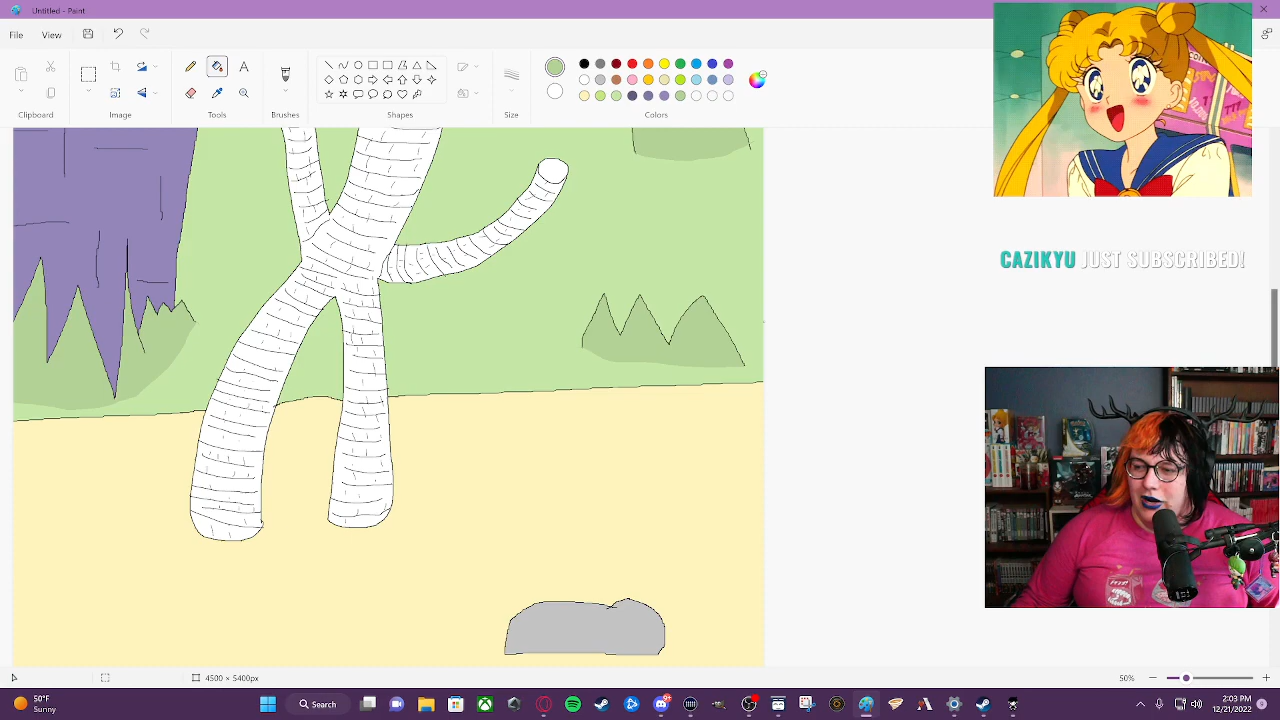 Untitled - Paint
File
View
Clipboard
Image
Tools
Brushes
Shapes
Size
Colors
CAZIKYU JUST SUBSCRIBED!
4500 × 5400px
50%
50°F
Sunny
Search
2:03 PM
12/21/2022